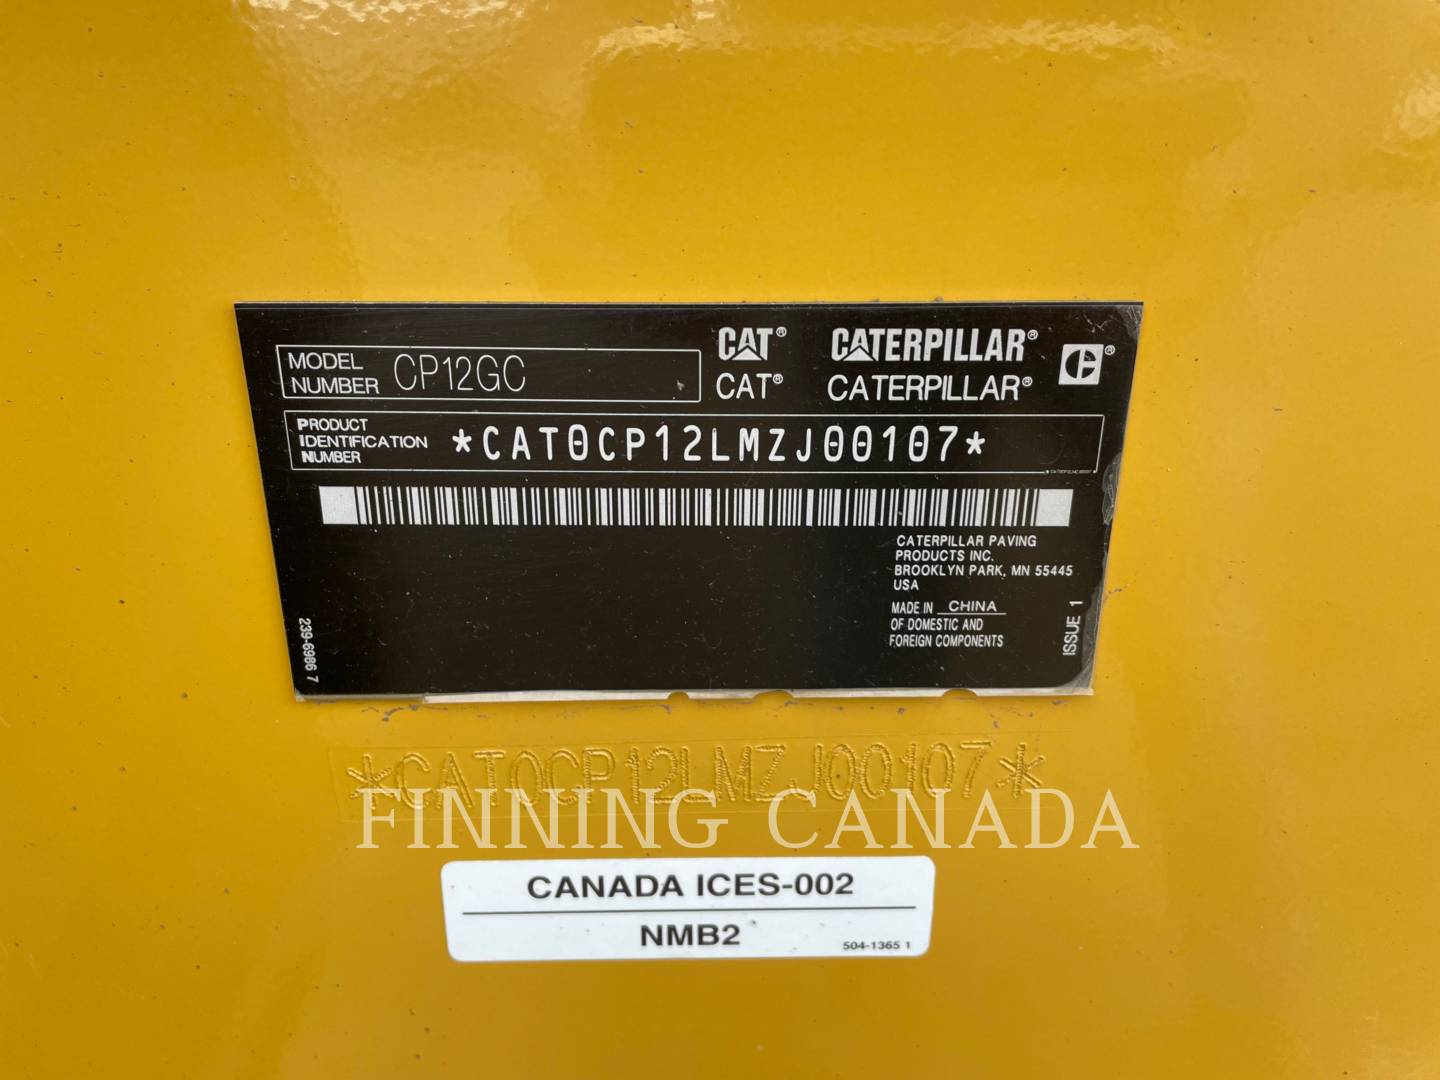 CAT® CATERPILLAR®
MODEL NUMBER CP12GC
CAT® CATERPILLAR®
PRODUCT IDENTIFICATION NUMBER *CAT0CP12LMZJ00107*
CATERPILLAR PAVING
PRODUCTS INC.
BROOKLYN PARK, MN 55445
USA
MADE IN CHINA
OF DOMESTIC AND
FOREIGN COMPONENTS
ISSUE 1
239-6986 7
*CAT0CP12LMZJ00107*
FINNING CANADA
CANADA ICES-002
NMB2
504-1365 1